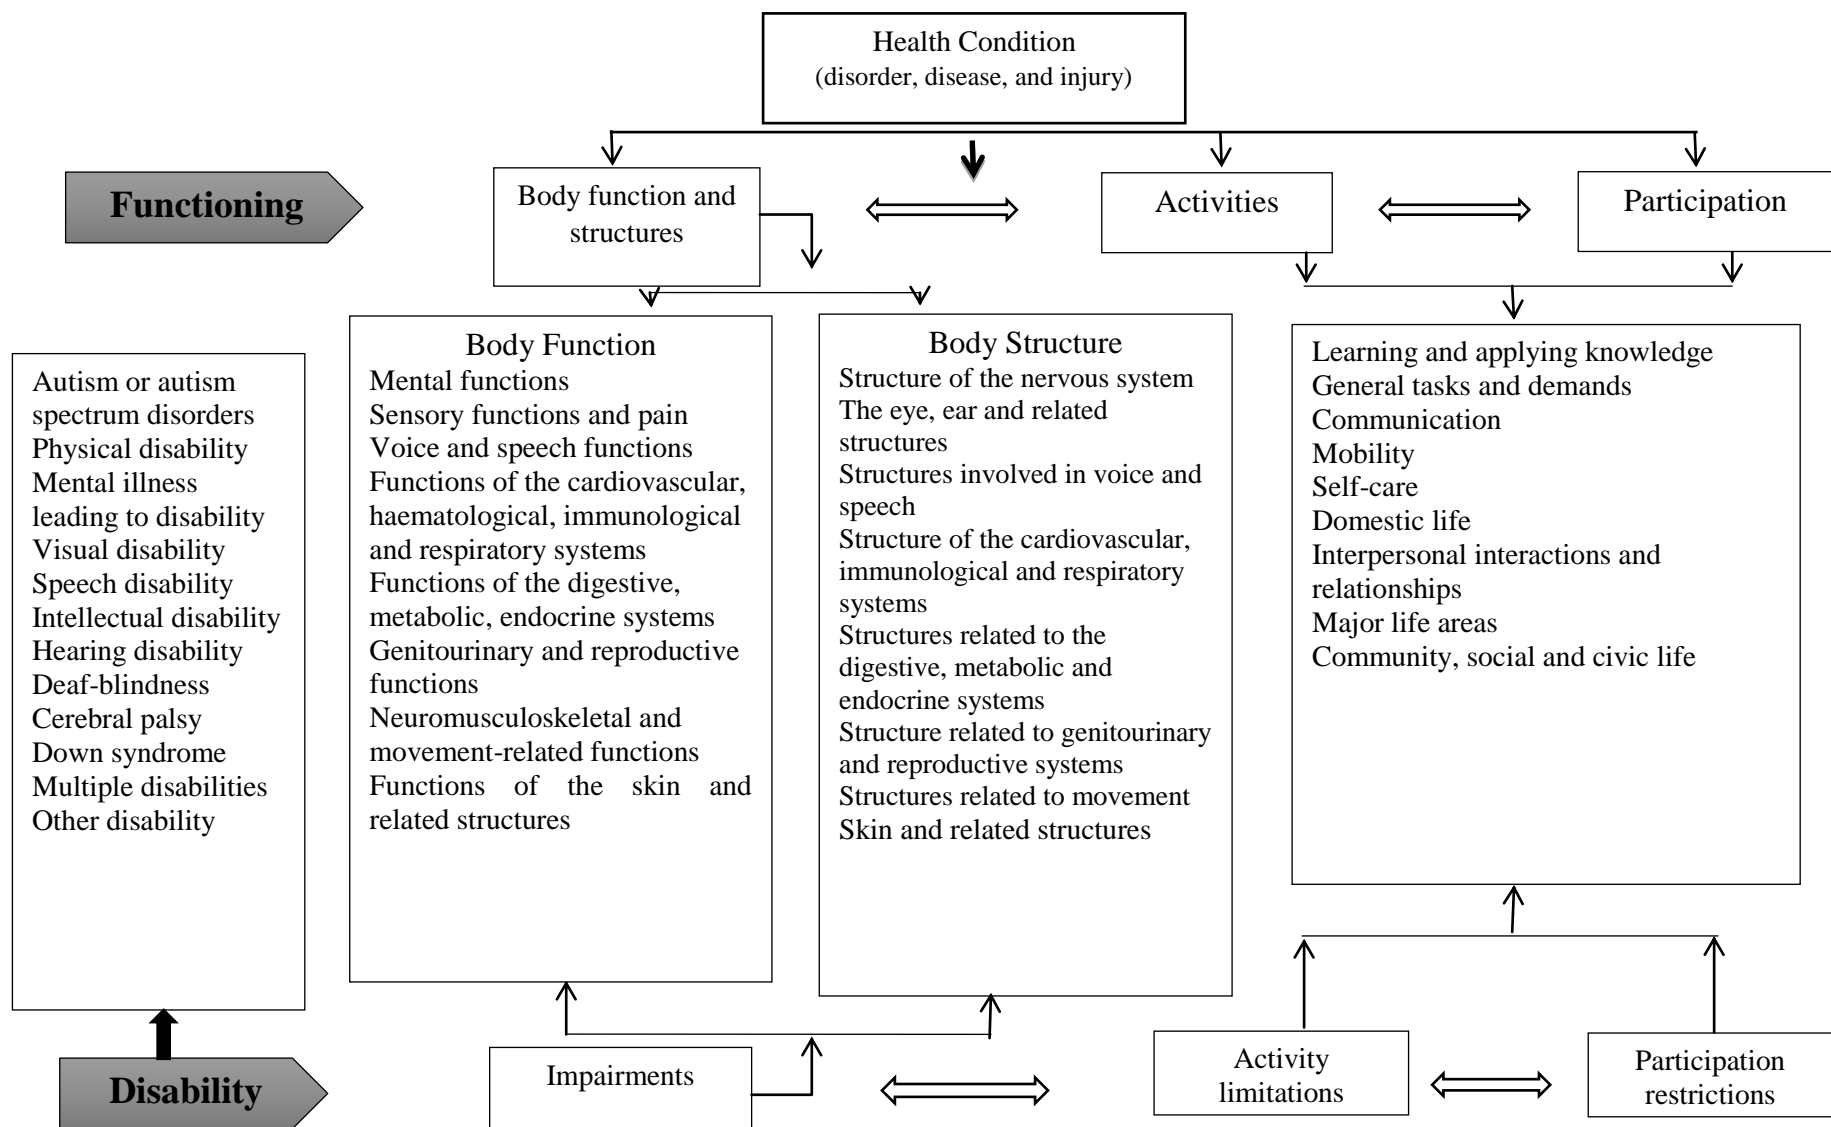 Health Condition
(disorder, disease, and injury)
Functioning
Body function and
structures
Activities
Participation
Autism or autism
spectrum disorders
Physical disability
Mental illness
leading to disability
Visual disability
Speech disability
Intellectual disability
Hearing disability
Deaf-blindness
Cerebral palsy
Down syndrome
Multiple disabilities
Other disability
Body Function
Mental functions
Sensory functions and pain
Voice and speech functions
Functions of the cardiovascular,
haematological, immunological
and respiratory systems
Functions of the digestive,
metabolic, endocrine systems
Genitourinary and reproductive
functions
Neuromusculoskeletal and
movement-related functions
Functions of the skin and
related structures
Body Structure
Structure of the nervous system
The eye, ear and related
structures
Structures involved in voice and
speech
Structure of the cardiovascular,
immunological and respiratory
systems
Structures related to the
digestive, metabolic and
endocrine systems
Structure related to genitourinary
and reproductive systems
Structures related to movement
Skin and related structures
Learning and applying knowledge
General tasks and demands
Communication
Mobility
Self-care
Domestic life
Interpersonal interactions and
relationships
Major life areas
Community, social and civic life
Disability
Impairments
Activity
limitations
Participation
restrictions